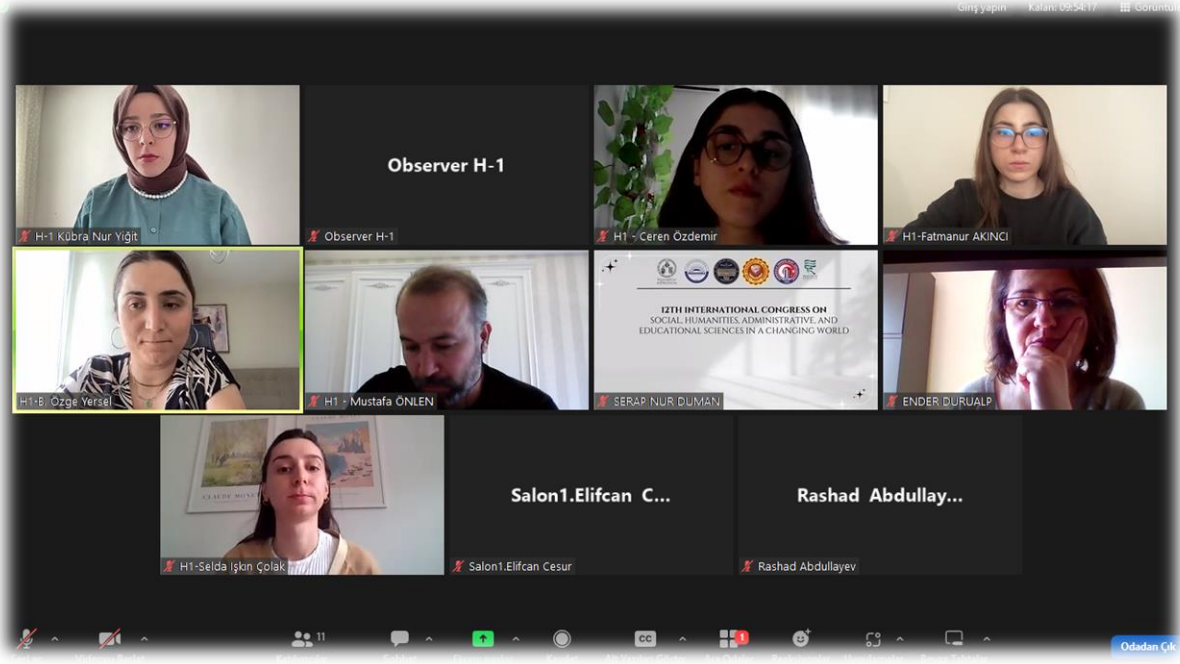 Giriş yapın
Kalan: 09:54:17
Görüntüle
Observer H-1
H-1 Kübra Nur Yiğit
Observer H-1
H1 - Ceren Özdemir
H1-Fatmanur AKINCI
12TH INTERNATIONAL CONGRESS ON
SOCIAL, HUMANITIES, ADMINISTRATIVE, AND
EDUCATIONAL SCIENCES IN A CHANGING WORLD
H1-B. Özge Yersel
H1 - Mustafa ÖNLEN
SERAP NUR DUMAN
ENDER DURUALP
CLAUDE MONET
Salon1.Elifcan C...
Rashad Abdullay...
H1-Selda Işkın Çolak
Salon1.Elifcan Cesur
Rashad Abdullayev
11
CC
1
Odadan Çık